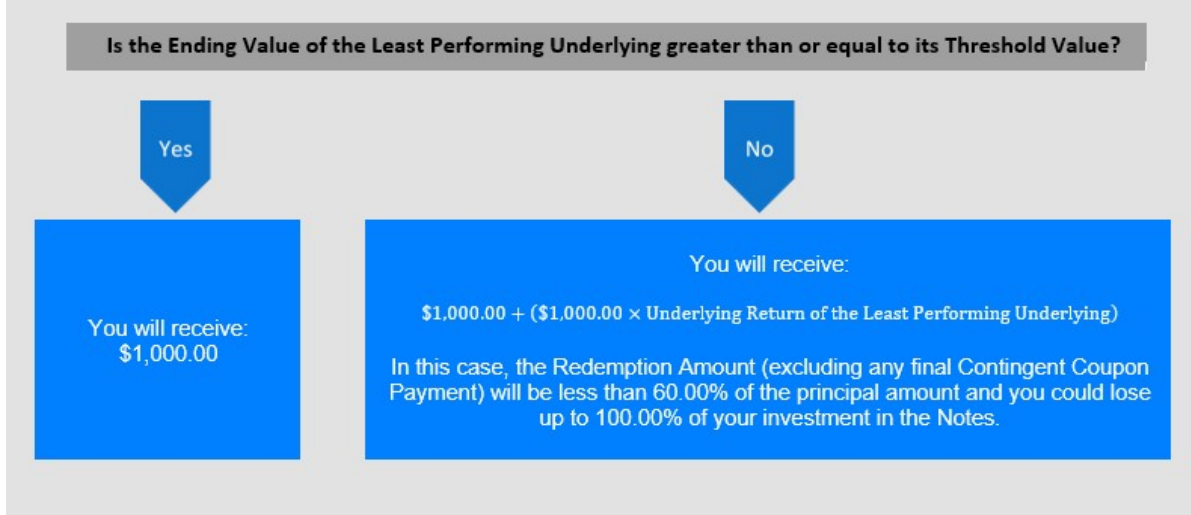 Is the Ending Value of the Least Performing Underlying greater than or equal to its Threshold Value?
Yes
No
You will receive:
$1,000.00
You will receive:
$1,000.00 + ($1,000.00 × Underlying Return of the Least Performing Underlying)
In this case, the Redemption Amount (excluding any final Contingent Coupon
Payment) will be less than 60.00% of the principal amount and you could lose
up to 100.00% of your investment in the Notes.